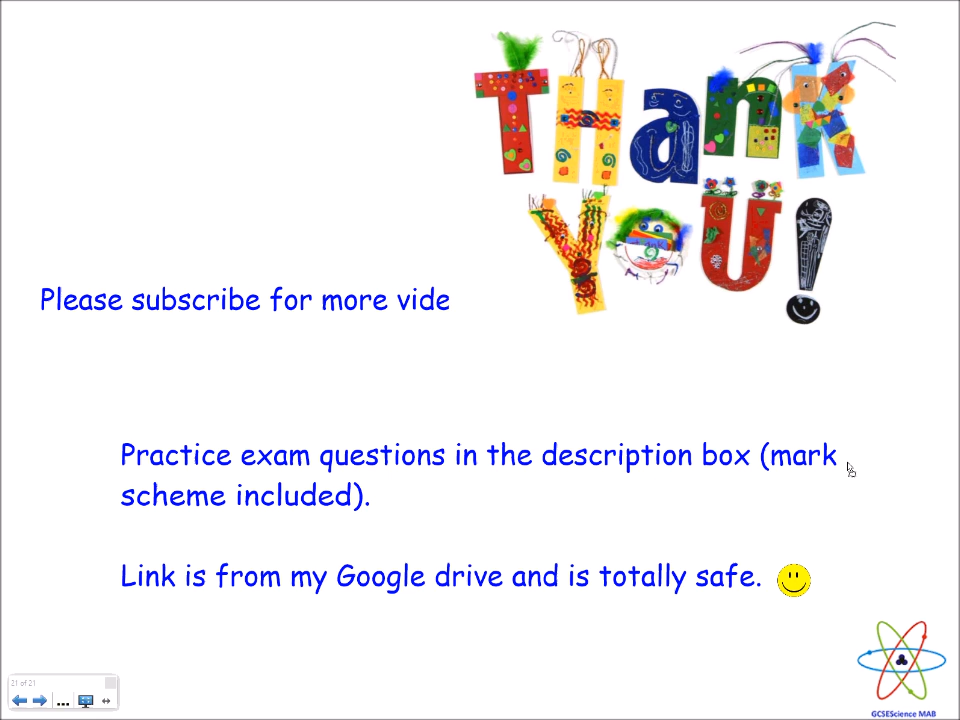 THank
YoU!
Please subscribe for more vide
Practice exam questions in the description box (mark
scheme included).
Link is from my Google drive and is totally safe.
21 of 21
GCSEScience MAB